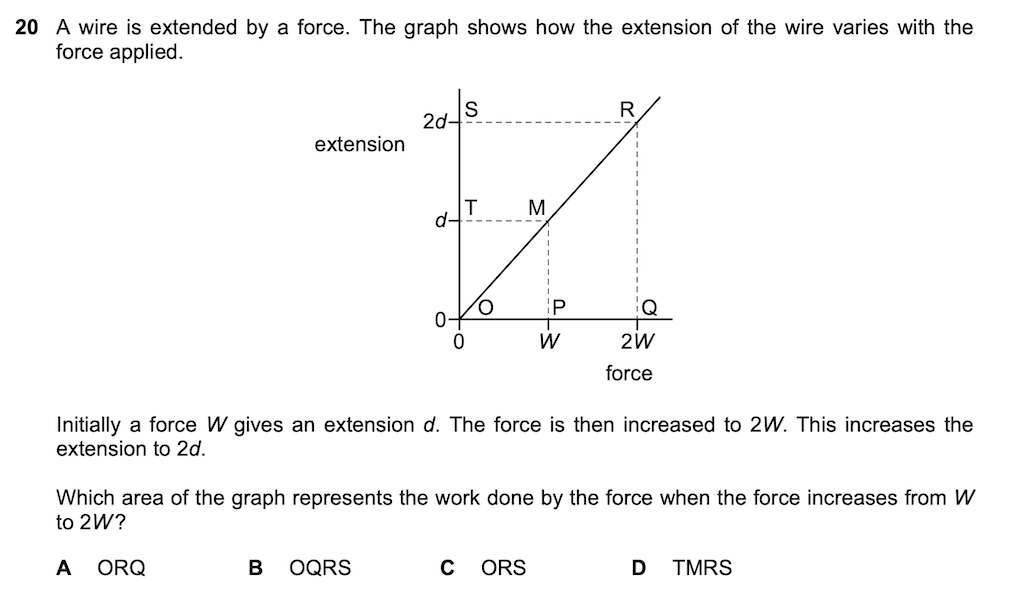 20 A wire is extended by a force. The graph shows how the extension of the wire varies with the
force applied.
S
R
2d
extension
T
M
d
O
P
Q
0
0
W
2W
force
Initially a force W gives an extension d. The force is then increased to 2W. This increases the
extension to 2d.
Which area of the graph represents the work done by the force when the force increases from W
to 2W?
A ORQ B OQRS C ORS D TMRS